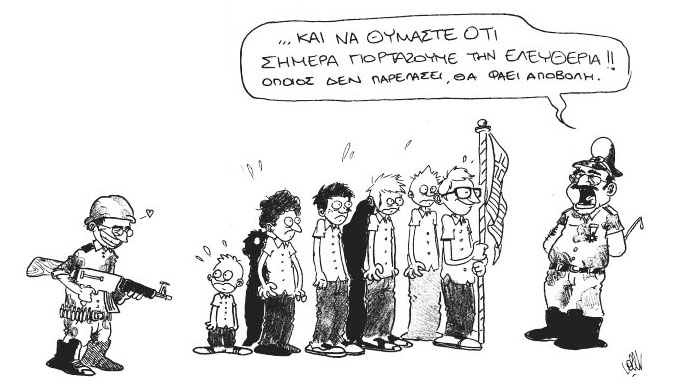 ... ΚΑΙ ΝΑ ΘΥΜΑΣΤΕ ΟΤΙ
ΣΗΜΕΡΑ ΓΙΟΡΤΑΖΟΥΜΕ ΤΗΝ ΕΛΕΥΘΕΡΙΑ!!
ΟΠΟΙΟΣ ΔΕΝ ΠΑΡΕΛΑΣΕΙ, ΘΑ ΦΑΕΙ ΑΠΟΒΟΛΗ.